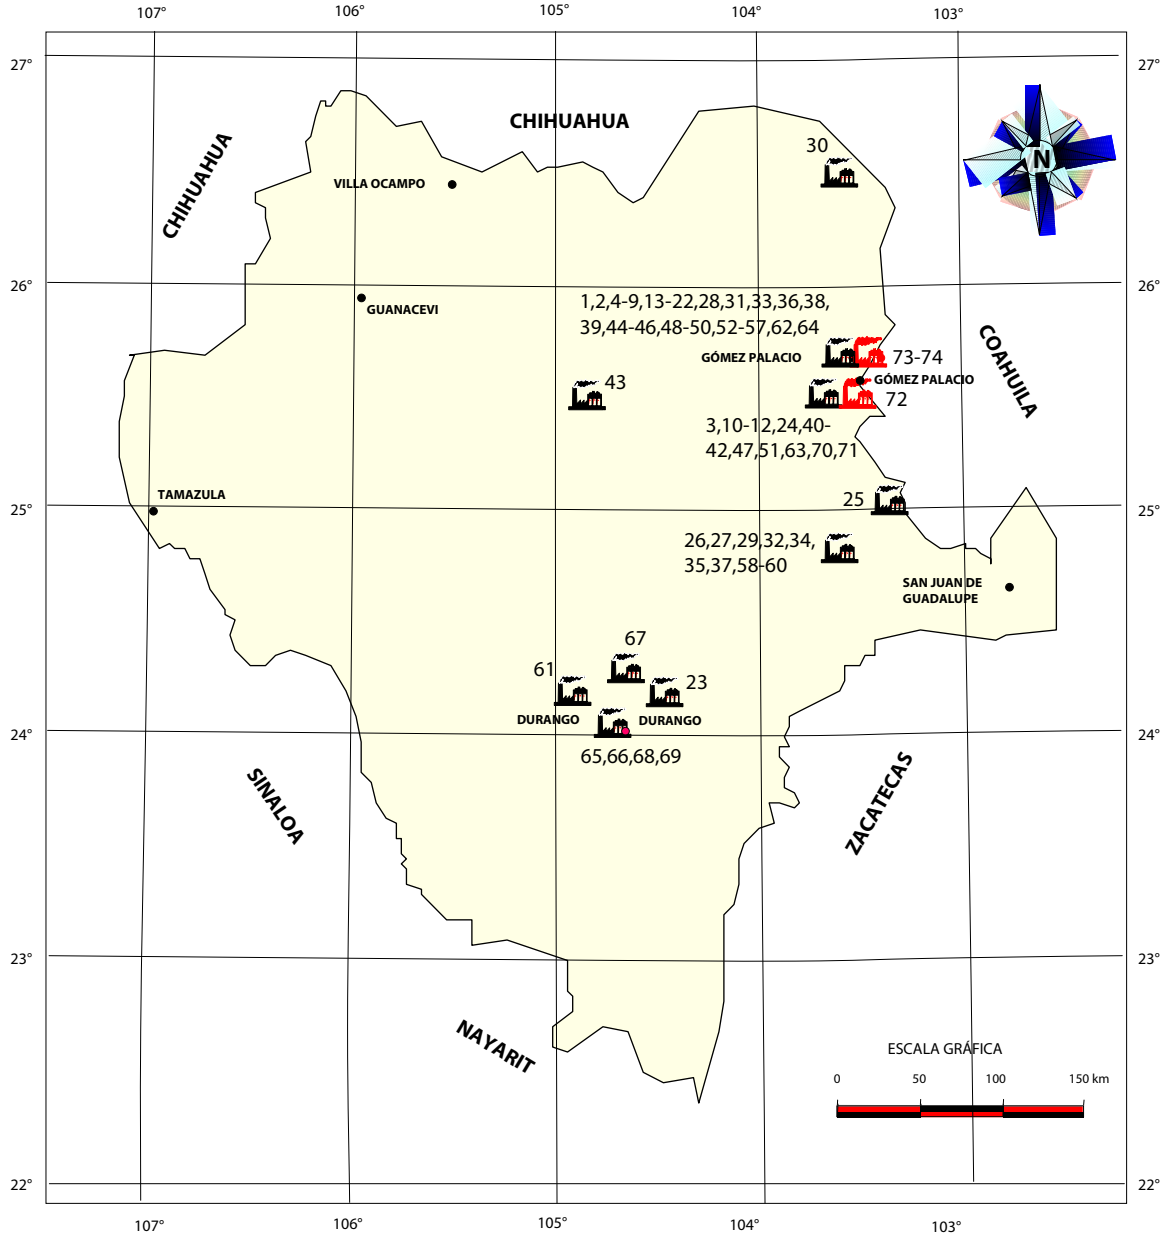 107°
106°
105°
104°
103°
27°
27°
CHIHUAHUA
CHIHUAHUA
30
N
VILLA OCAMPO
26°
26°
GUANACEVI
1,2,4-9,13-22,28,31,33,36,38,
39,44-46,48-50,52-57,62,64
GÓMEZ PALACIO
73-74
COAHUILA
GÓMEZ PALACIO
43
72
3,10-12,24,40-
42,47,51,63,70,71
TAMAZULA
25
25°
25°
26,27,29,32,34,
35,37,58-60
SAN JUAN DE
GUADALUPE
67
61
23
DURANGO
DURANGO
24°
24°
65,66,68,69
SINALOA
ZACATECAS
23°
23°
NAYARIT
ESCALA GRÁFICA
0
50
100
150 km
22°
22°
107°
106°
105°
104°
103°